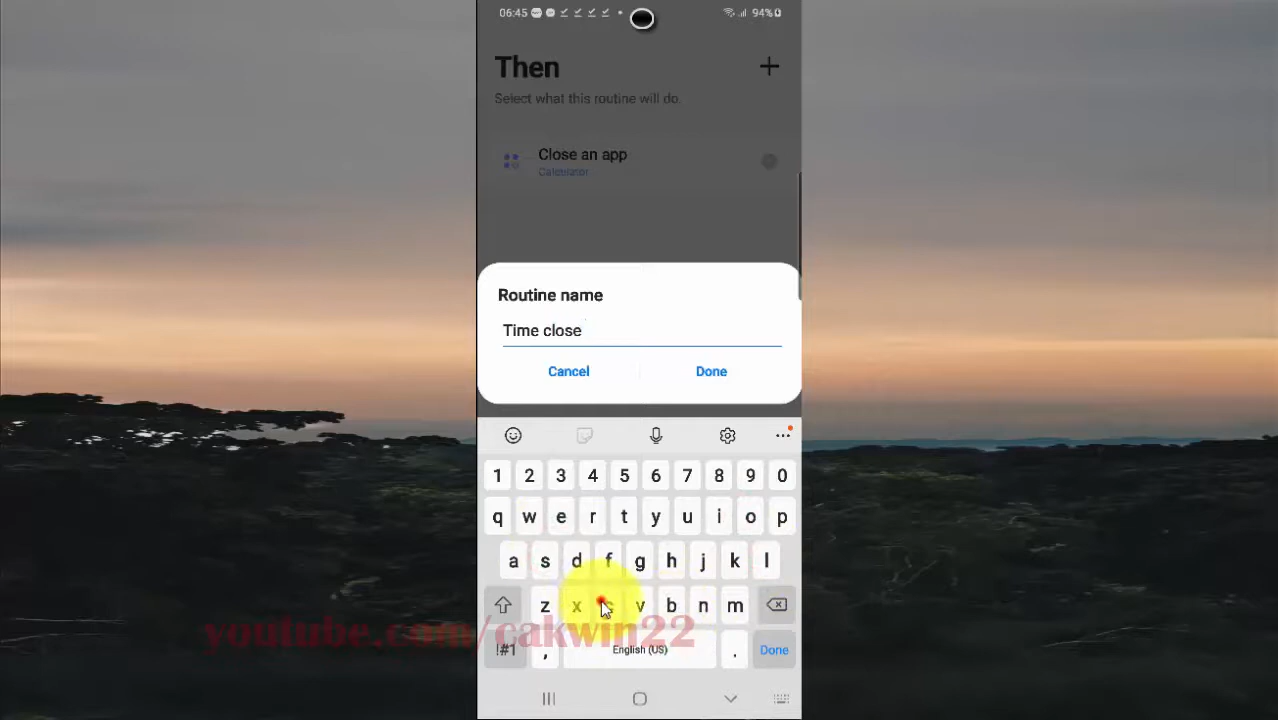 06:45
94%
Then
Select what this routine will do.
Close an app
Calculator
Routine name
Time close
Cancel
Done
1 2 3 4 5 6 7 8 9 0
q w e r t y u i o p
a s d f g h j k l
z x c v b n m
youtube.com/cakwin22
!#1 , English (US) . Done